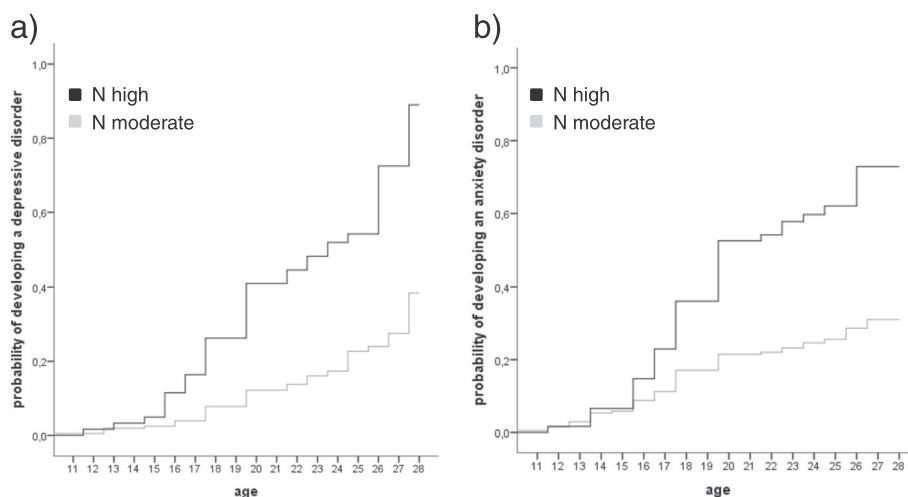 a)
probability of developing a depressive disorder
1,0
0,8
0,6
0,4
0,2
0,0
N high
N moderate
11 12 13 14 15 16 17 18 19 20 21 22 23 24 25 26 27 28
age
b)
probability of developing an anxiety disorder
1,0
0,8
0,6
0,4
0,2
0,0
N high
N moderate
11 12 13 14 15 16 17 18 19 20 21 22 23 24 25 26 27 28
age